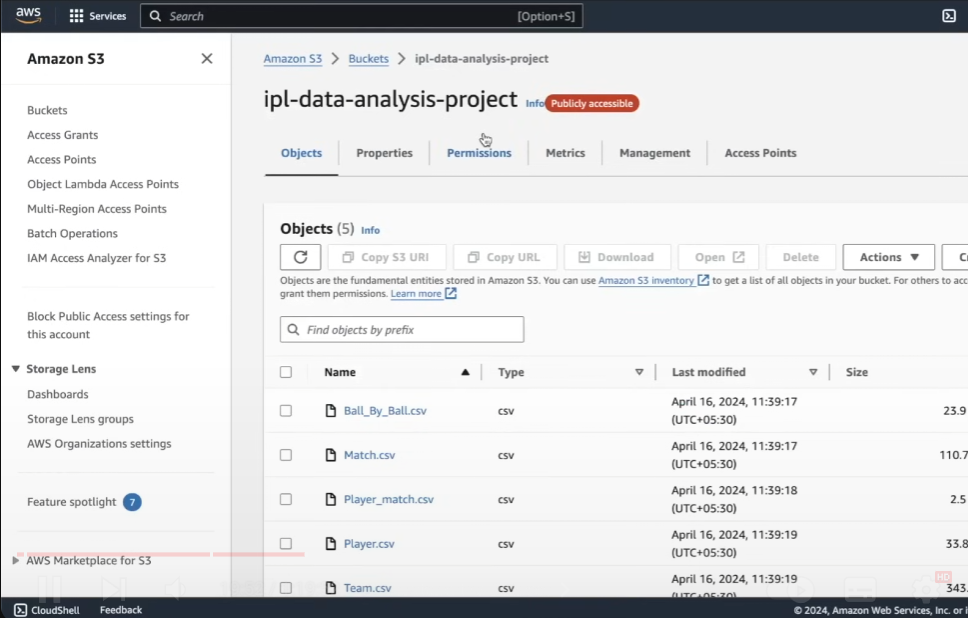 aws Services Search [Option+S]
Amazon S3
Buckets
Access Grants
Access Points
Object Lambda Access Points
Multi-Region Access Points
Batch Operations
IAM Access Analyzer for S3
Block Public Access settings for
this account
Storage Lens
Dashboards
Storage Lens groups
AWS Organizations settings
Feature spotlight 7
AWS Marketplace for S3
Amazon S3 > Buckets > ipl-data-analysis-project
ipl-data-analysis-project Info Publicly accessible
Objects Properties Permissions Metrics Management Access Points
Objects (5) Info
Copy S3 URI Copy URL Download Open Delete Actions
Objects are the fundamental entities stored in Amazon S3. You can use Amazon S3 inventory to get a list of all objects in your bucket. For others to
grant them permissions. Learn more
Find objects by prefix
Name Type Last modified Size
Ball_By_Ball.csv csv April 16, 2024, 11:39:17 23.9
(UTC+05:30)
Match.csv csv April 16, 2024, 11:39:17 110.7
(UTC+05:30)
Player_match.csv csv April 16, 2024, 11:39:18 2.5
(UTC+05:30)
Player.csv csv April 16, 2024, 11:39:19 33.8
(UTC+05:30)
Team.csv csv April 16, 2024, 11:39:19 343.
(UTC+05:30)
HD
CloudShell Feedback © 2024, Amazon Web Services, Inc. or